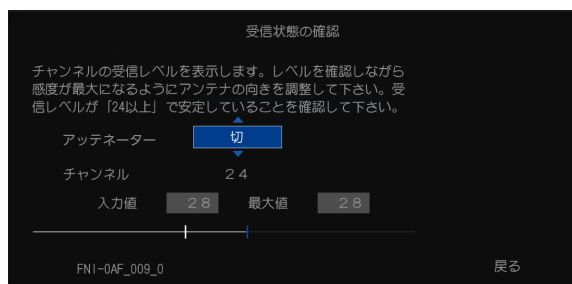 受信状態の確認
チャンネルの受信レベルを表示します。レベルを確認しながら
感度が最大になるようにアンテナの向きを調整して下さい。受
信レベルが「24以上」で安定していることを確認して下さい。
アッテネーター 切
チャンネル 24
入力値 28 最大値 28
FNI-0AF_009_0 戻る